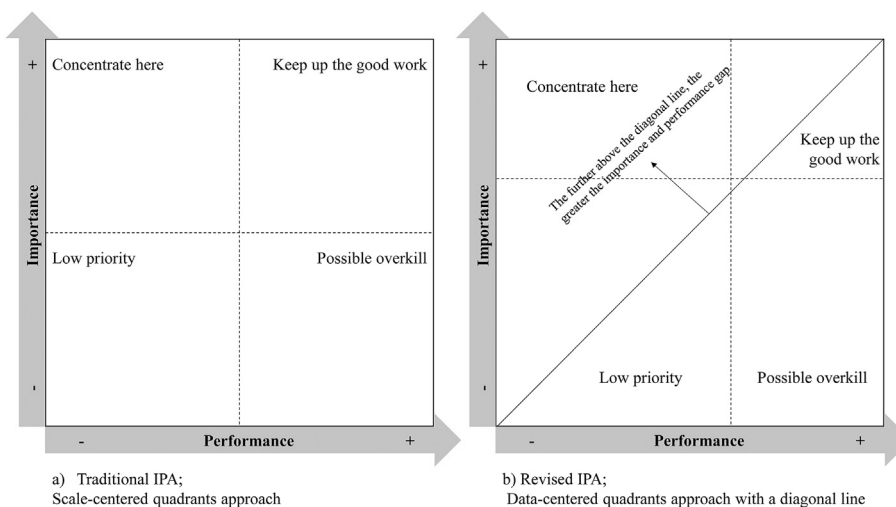 +
Concentrate here
Keep up the good work
Importance
Low priority
Possible overkill
-
-
Performance
+
a) Traditional IPA;
Scale-centered quadrants approach
+
Concentrate here
The further above the diagonal line, the
greater the importance and performance gap
Keep up the
good work
Importance
Low priority
Possible overkill
-
-
Performance
+
b) Revised IPA;
Data-centered quadrants approach with a diagonal line